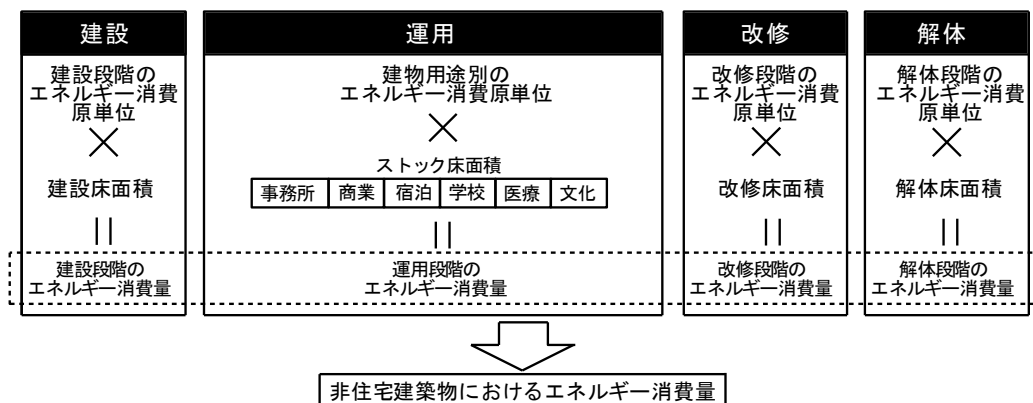 建設
建設段階の
エネルギー消費
原単位
×
建設床面積
||
建設段階の
エネルギー消費量
運用
建物用途別の
エネルギー消費原単位
×
ストック床面積
事務所 商業 宿泊 学校 医療 文化
||
運用段階の
エネルギー消費量
改修
改修段階の
エネルギー消費
原単位
×
改修床面積
||
改修段階の
エネルギー消費量
解体
解体段階の
エネルギー消費
原単位
×
解体床面積
||
解体段階の
エネルギー消費量
非住宅建築物におけるエネルギー消費量